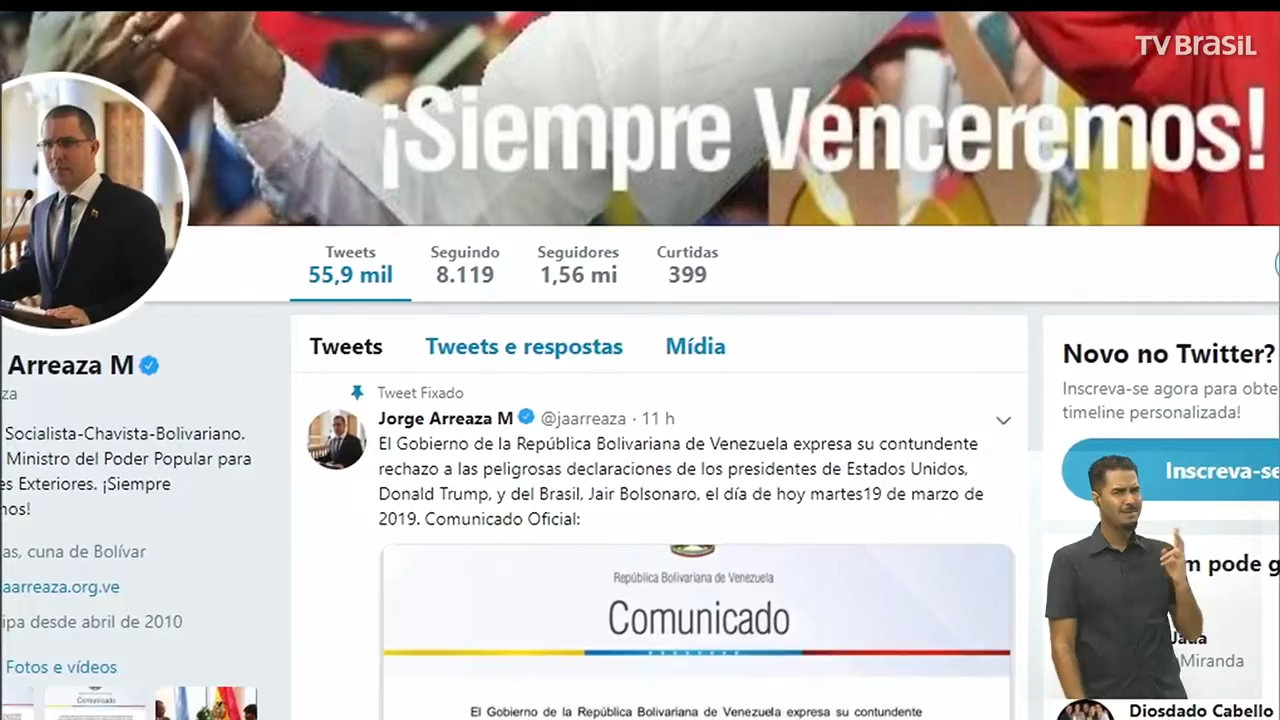 TV BRASIL
¡Siempre Venceremos!
Tweets Seguindo Seguidores Curtidas
55,9 mil 8.119 1,56 mi 399
Arreaza M
za
Socialista-Chavista-Bolivariano.
Ministro del Poder Popular para
es Exteriores. ¡Siempre
mos!
as, cuna de Bolívar
jaarreaza.org.ve
ipa desde abril de 2010
Fotos e vídeos
Comunicado
Tweets Tweets e respostas Mídia
Tweet Fixado
Jorge Arreaza M @jaarreaza · 11 h
El Gobierno de la República Bolivariana de Venezuela expresa su contundente
rechazo a las peligrosas declaraciones de los presidentes de Estados Unidos,
Donald Trump, y del Brasil, Jair Bolsonaro, el día de hoy martes19 de marzo de
2019. Comunicado Oficial:
República Bolivariana de Venezuela
Comunicado
El Gobierno de la República Bolivariana de Venezuela expresa su contundente
Novo no Twitter?
Inscreva-se agora para obte
timeline personalizada!
Inscreva-se
m pode g
Miranda
Diosdado Cabello